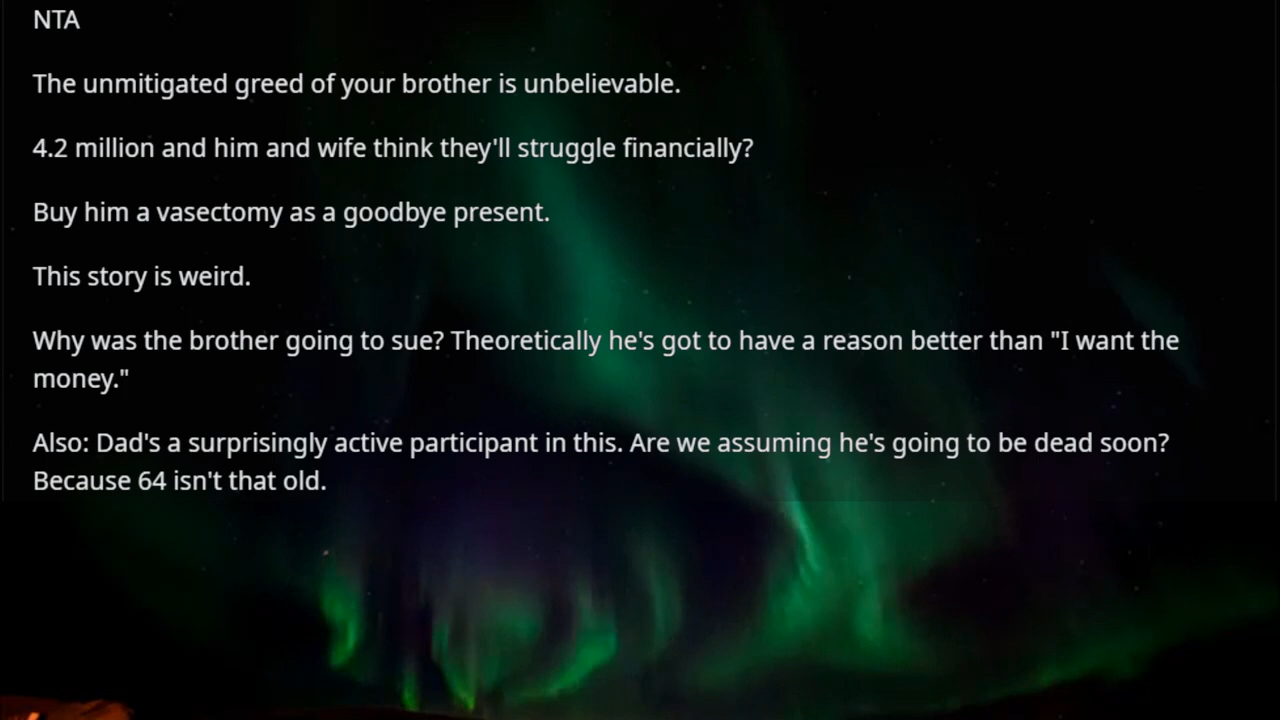 NTA
The unmitigated greed of your brother is unbelievable.
4.2 million and him and wife think they'll struggle financially?
Buy him a vasectomy as a goodbye present.
This story is weird.
Why was the brother going to sue? Theoretically he's got to have a reason better than "I want the
money."
Also: Dad's a surprisingly active participant in this. Are we assuming he's going to be dead soon?
Because 64 isn't that old.